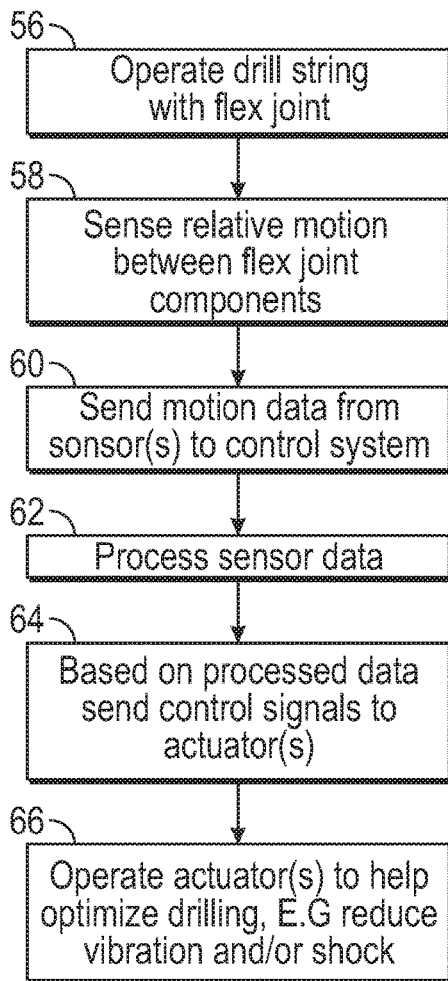 56
Operate drill string
with flex joint
58
Sense relative motion
between flex joint
components
60
Send motion data from
sonsor(s) to control system
62
Process sensor data
64
Based on processed data
send control signals to
actuator(s)
66
Operate actuator(s) to help
optimize drilling, E.G reduce
vibration and/or shock